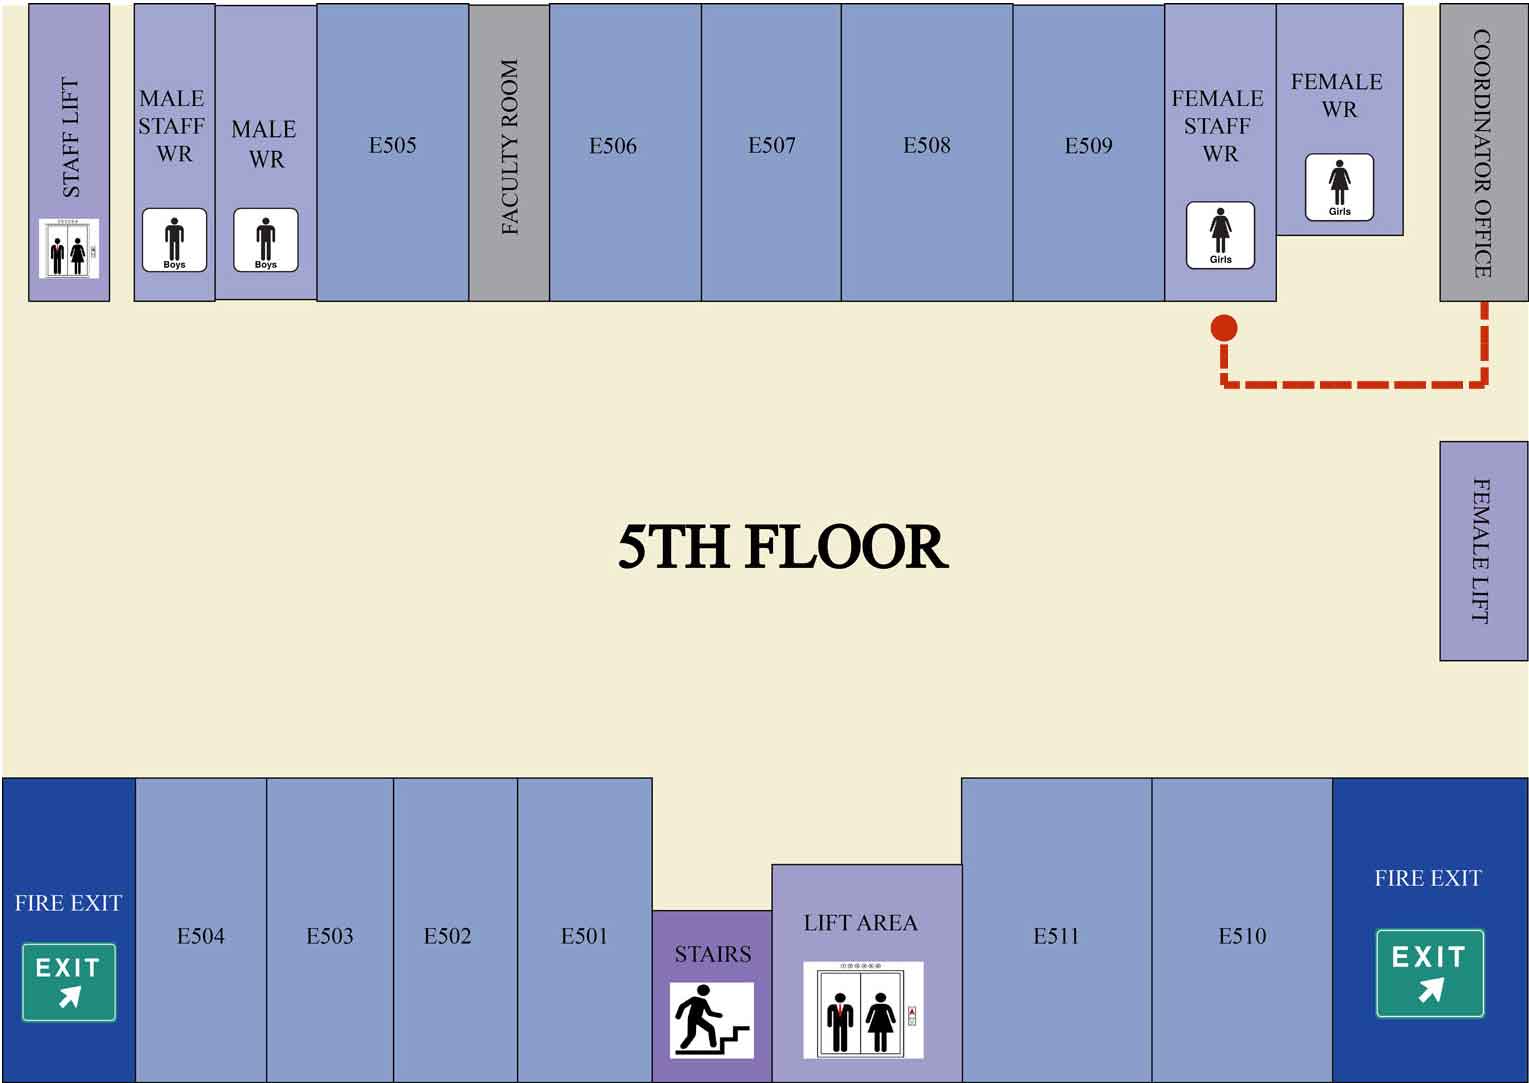 STAFF LIFT
MALE
STAFF
WR
Boys
MALE
WR
Boys
E505
FACULTY ROOM
E506
E507
E508
E509
FEMALE
STAFF
WR
Girls
FEMALE
WR
Girls
COORDINATOR OFFICE
5TH FLOOR
FEMALE LIFT
FIRE EXIT
EXIT
E504
E503
E502
E501
STAIRS
LIFT AREA
E511
E510
FIRE EXIT
EXIT